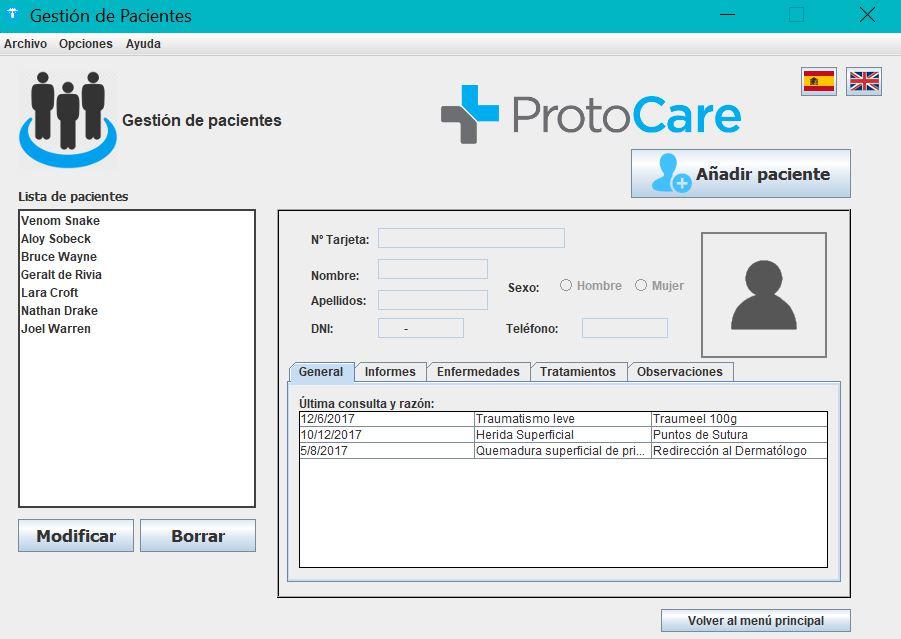 Gestión de Pacientes
Archivo Opciones Ayuda
Gestión de pacientes
ProtoCare
Añadir paciente
Lista de pacientes
Venom Snake
Aloy Sobeck
Bruce Wayne
Geralt de Rivia
Lara Croft
Nathan Drake
Joel Warren
Modificar Borrar
Nº Tarjeta:
Nombre:
Apellidos:
Sexo: Hombre Mujer
DNI: -
Teléfono:
General Informes Enfermedades Tratamientos Observaciones
Última consulta y razón:
12/6/2017 Traumatismo leve Traumeel 100g
10/12/2017 Herida Superficial Puntos de Sutura
5/8/2017 Quemadura superficial de pri... Redirección al Dermatólogo
Volver al menú principal